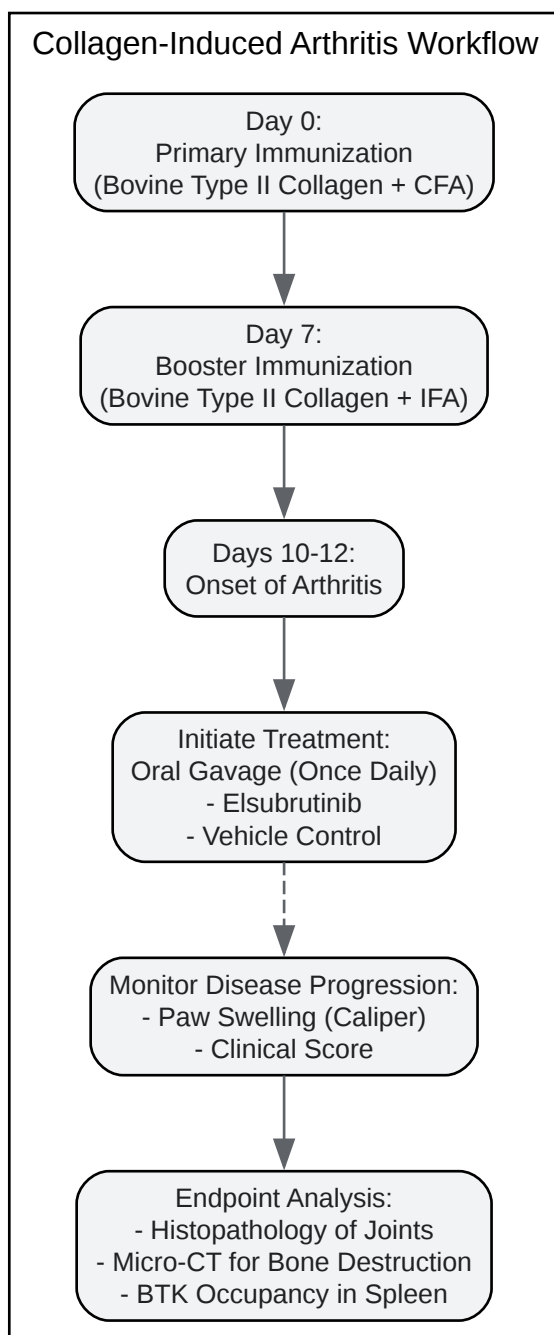 Collagen-Induced Arthritis Workflow
Day 0:
Primary Immunization
(Bovine Type II Collagen + CFA)
Day 7:
Booster Immunization
(Bovine Type II Collagen + IFA)
Days 10-12:
Onset of Arthritis
Initiate Treatment:
Oral Gavage (Once Daily)
- Elsubrutinib
- Vehicle Control
Monitor Disease Progression:
- Paw Swelling (Caliper)
- Clinical Score
Endpoint Analysis:
- Histopathology of Joints
- Micro-CT for Bone Destruction
- BTK Occupancy in Spleen